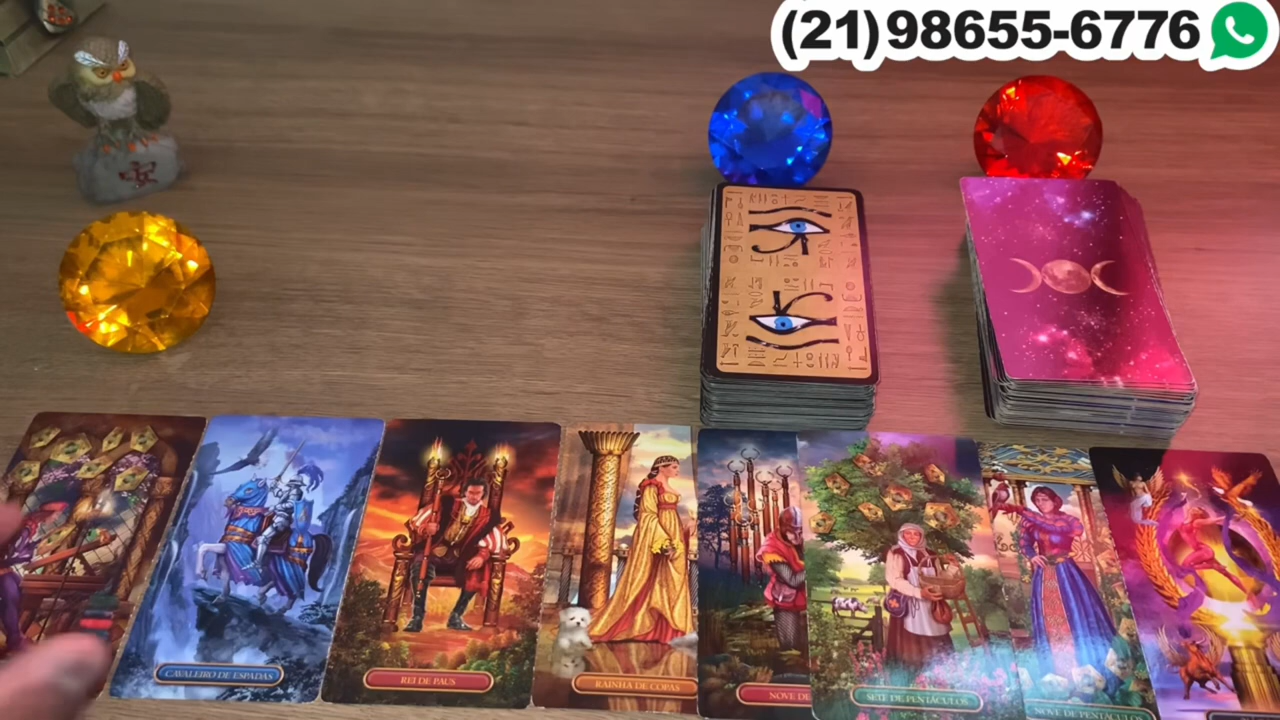 (21)98655-6776
CAVALEIRO DE ESPADAS
REI DE PAUS
RAINHA DE COPAS
NOVE DE
SETE DE PENTÁCULOS
NOVE DE PENTÁCULOS